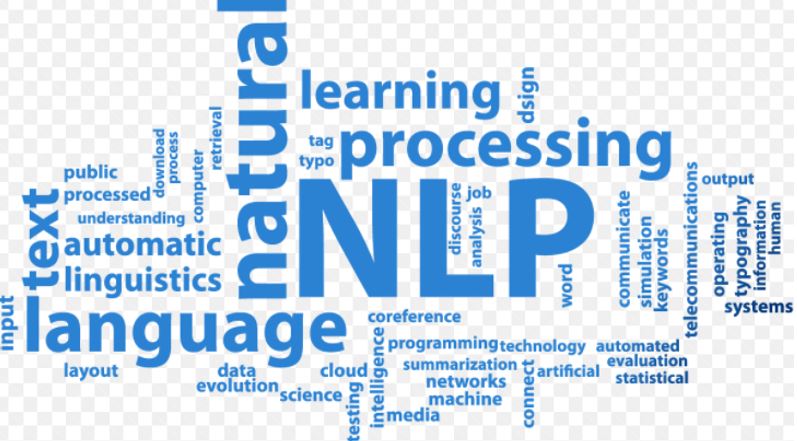 natural
learning
dsign
tag
processing
typo
download
process
retrieval
computer
public
processed
understanding
text
automatic
linguistics
NLP
discourse
job
analysis
word
communicate
simulation
keywords
telecommunications
output
operating
typography
information
human
systems
input
language
coreference
programming
technology
automated
layout
data
cloud
intelligence
summarization
connect
artificial
evaluation
evolution
networks
statistical
science
testing
machine
media